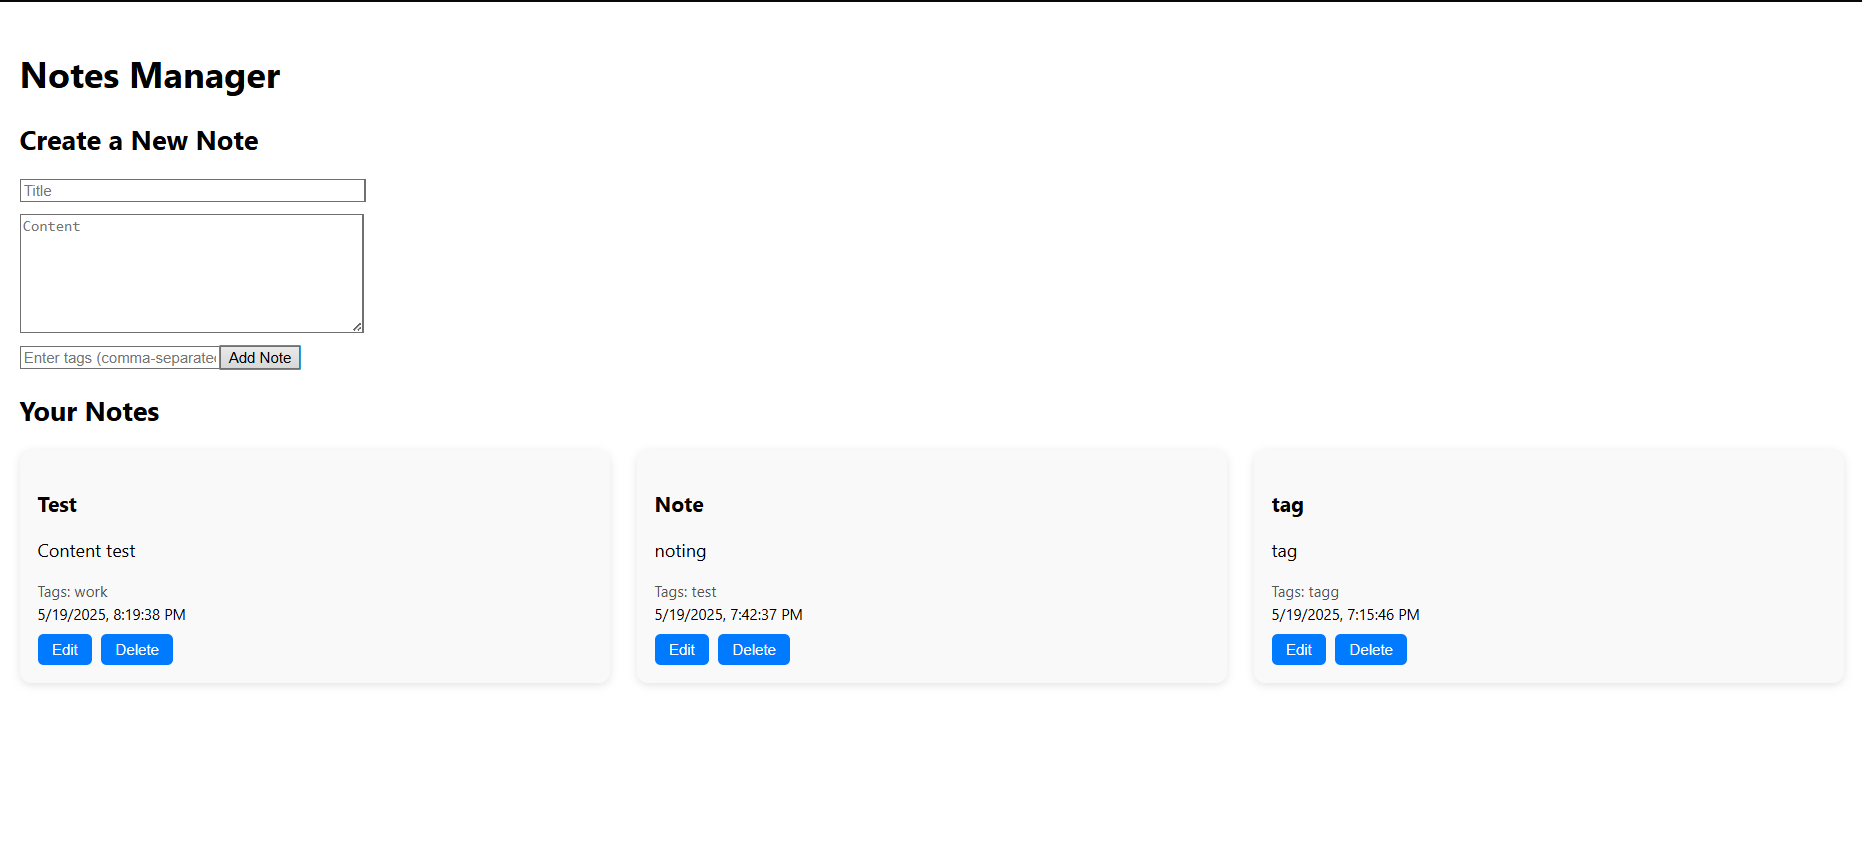 Notes Manager
Create a New Note
Title
Content
Enter tags (comma-separated
Add Note
Your Notes
Test
Content test
Tags: work
5/19/2025, 8:19:38 PM
Edit Delete
Note
noting
Tags: test
5/19/2025, 7:42:37 PM
Edit Delete
tag
tag
Tags: tagg
5/19/2025, 7:15:46 PM
Edit Delete